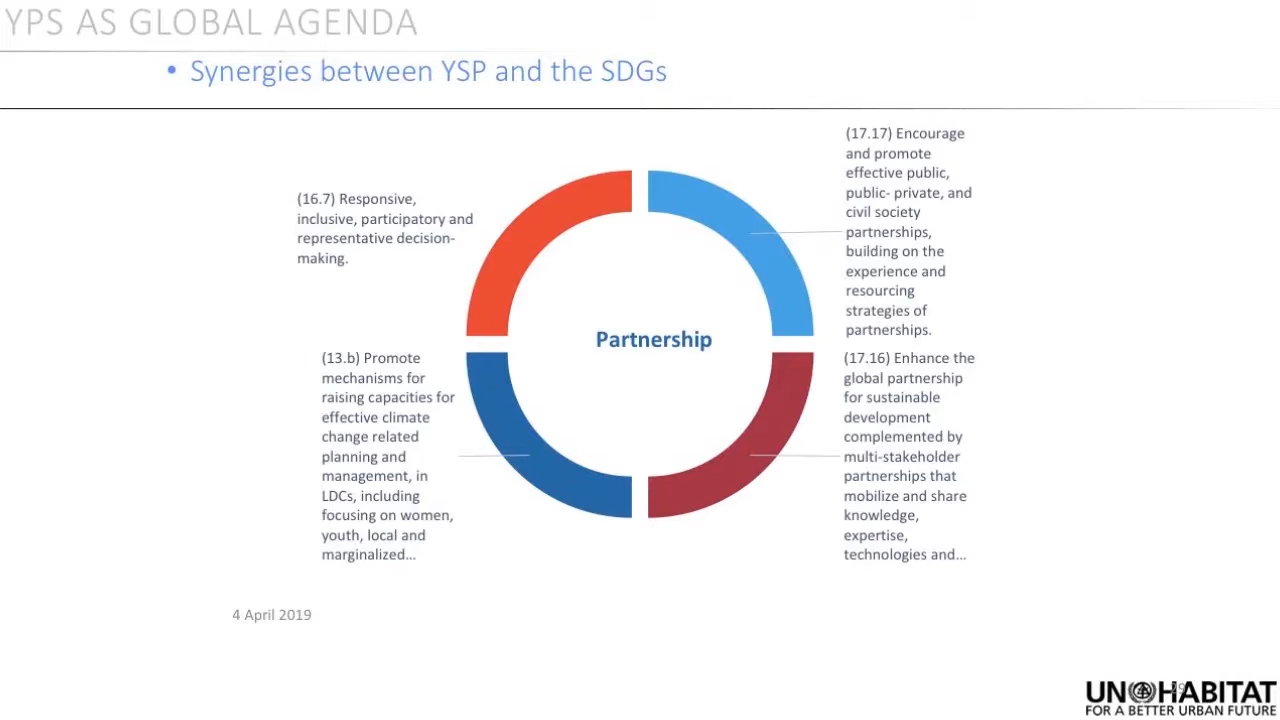 YPS AS GLOBAL AGENDA
• Synergies between YSP and the SDGs
(16.7) Responsive,
inclusive, participatory and
representative decision-
making.
(17.17) Encourage
and promote
effective public,
public- private, and
civil society
partnerships,
building on the
experience and
resourcing
strategies of
partnerships.
Partnership
(13.b) Promote
mechanisms for
raising capacities for
effective climate
change related
planning and
management, in
LDCs, including
focusing on women,
youth, local and
marginalized...
(17.16) Enhance the
global partnership
for sustainable
development
complemented by
multi-stakeholder
partnerships that
mobilize and share
knowledge,
expertise,
technologies and...
4 April 2019
UN HABITAT
FOR A BETTER URBAN FUTURE